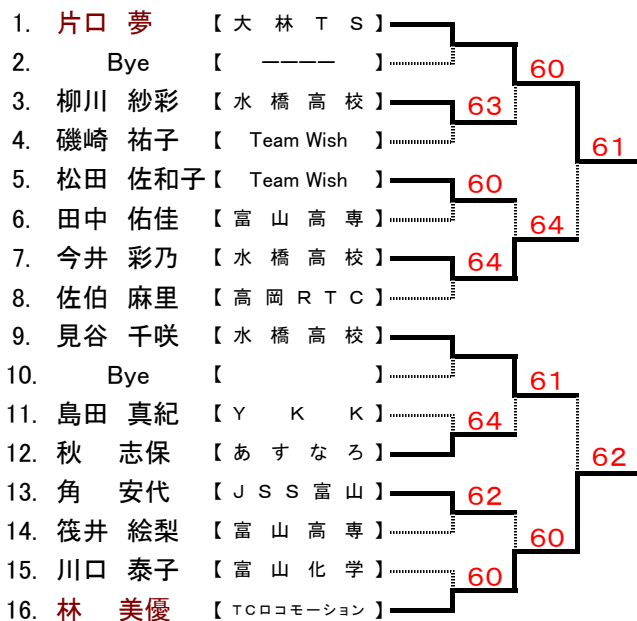 1. 片口 夢 【 大 林 T S 】
2. Bye 【 ーーーー 】
60
3. 柳川 紗彩 【 水 橋 高 校 】 63
4. 磯崎 祐子 【 Team Wish 】
61
5. 松田 佐和子 【 Team Wish 】 60
6. 田中 佑佳 【 富 山 高 専 】
64
7. 今井 彩乃 【 水 橋 高 校 】 64
8. 佐伯 麻里 【 高 岡 R T C 】
9. 見谷 千咲 【 水 橋 高 校 】
10. Bye 【 】
61
11. 島田 真紀 【 Y K K 】 64
12. 秋 志保 【 あ す な ろ 】
62
13. 角 安代 【 J S S 富 山 】 62
14. 筏井 絵梨 【 富 山 高 専 】
60
15. 川口 泰子 【 富 山 化 学 】 60
16. 林 美優 【 TCロコモーション 】